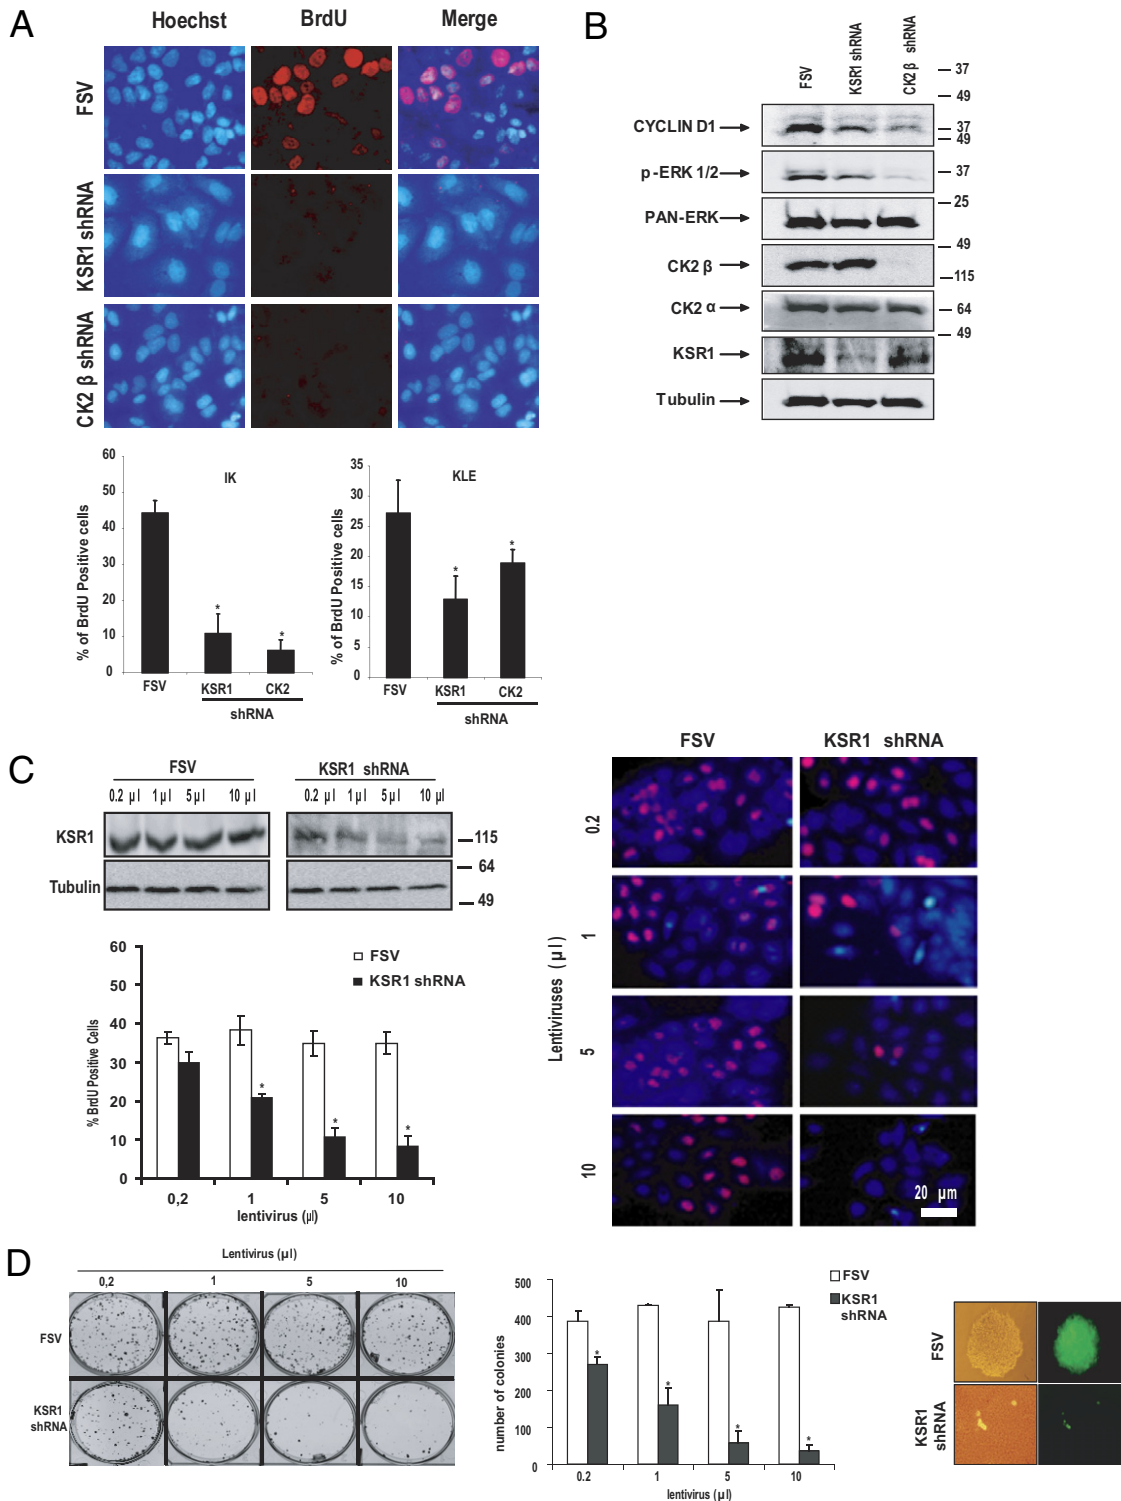 A
Hoechst BrdU Merge
FSV
KSR1 shRNA
CK2 β shRNA
% of BrdU Positive cells
60
50
40
30
20
10
0
IK
* *
FSV KSR1 CK2
shRNA
% of BrdU Positive cells
35
30
25
20
15
10
5
0
KLE
* *
FSV KSR1 CK2
shRNA
B
FSV
KSR1 shRNA
CK2 β shRNA
37
49
CYCLIN D1
37
49
p-ERK 1/2
37
PAN-ERK
25
CK2 β
49
115
CK2 α
64
KSR1
49
Tubulin
C
FSV KSR1 shRNA
0.2 µl 1 µl 5 µl 10 µl 0.2 µl 1 µl 5 µl 10 µl
KSR1
115
64
Tubulin
49
% BrdU Positive Cells
60
50
40
30
20
10
0
FSV
KSR1 shRNA
* * *
0,2 1 5 10
lentivirus (µl)
FSV KSR1 shRNA
Lentiviruses (µl)
0.2
1
5
10
20 µm
D
Lentivirus (µl)
0,2 1 5 10
FSV
KSR1
shRNA
number of colonies
500
400
300
200
100
0
FSV
KSR1
shRNA
* * * *
0.2 1 5 10
lentivirus (µl)
FSV
KSR1
shRNA